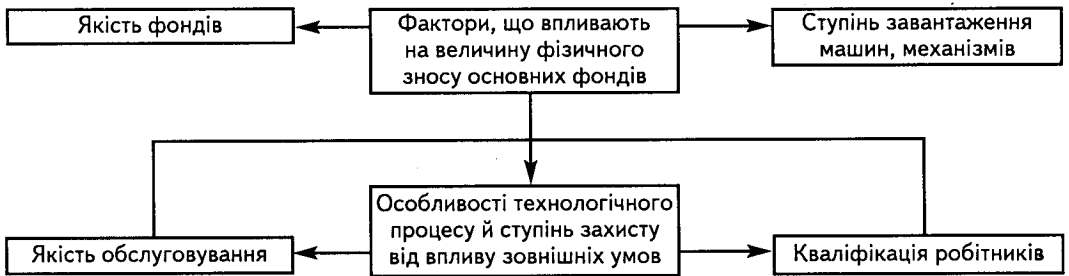 Якість фондів
Фактори, що впливають
на величину фізичного
зносу основних фондів
Ступінь завантаження
машин, механізмів
Якість обслуговування
Особливості технологічного
процесу й ступінь захисту
від впливу зовнішніх умов
Кваліфікація робітників